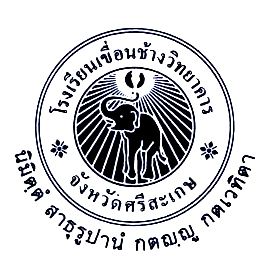 โรงเรียนเขื่อนช้างวิทยาคาร
จังหวัดศรีสะเกษ
นิมิตฺตํ สาธุรูปานํ กตญฺญู กตเวทิตา